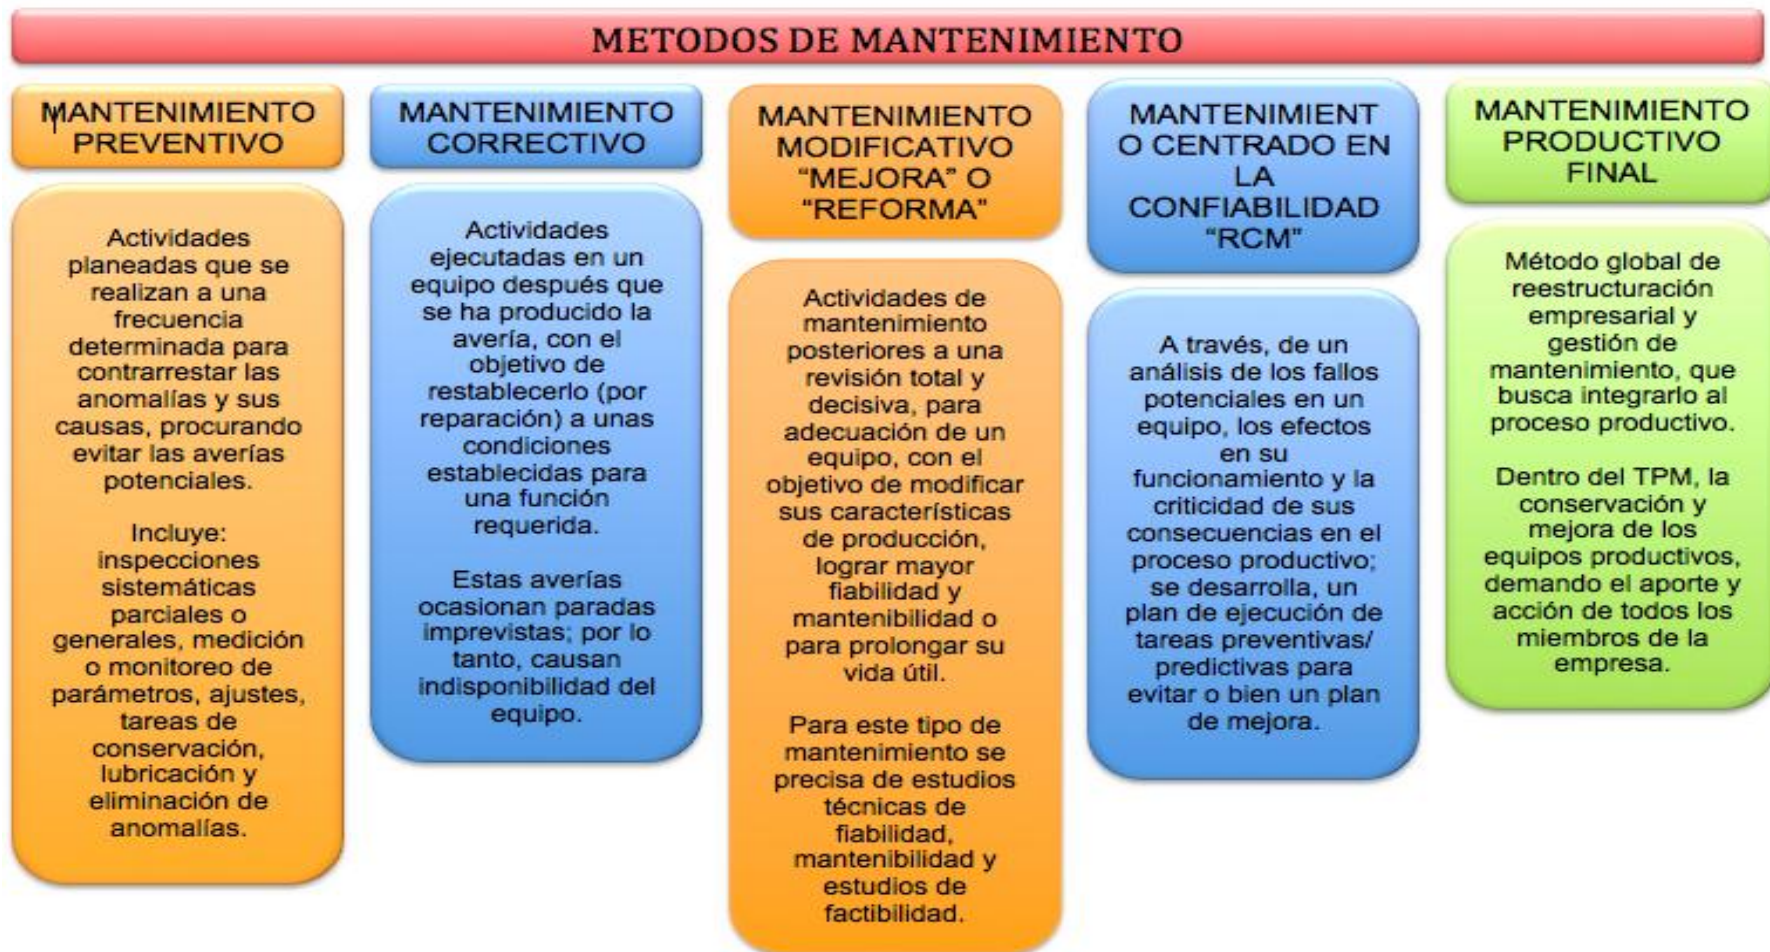 METODOS DE MANTENIMIENTO
MANTENIMIENTO
PREVENTIVO
Actividades
planeadas que se
realizan a una
frecuencia
determinada para
contrarrestar las
anomalías y sus
causas, procurando
evitar las averías
potenciales.
Incluye:
inspecciones
sistemáticas
parciales o
generales, medición
o monitoreo de
parámetros, ajustes,
tareas de
conservación,
lubricación y
eliminación de
anomalías.
MANTENIMIENTO
CORRECTIVO
Actividades
ejecutadas en un
equipo después que
se ha producido la
avería, con el
objetivo de
restablecerlo (por
reparación) a unas
condiciones
establecidas para
una función
requerida.
Estas averías
ocasionan paradas
imprevistas; por lo
tanto, causan
indisponibilidad del
equipo.
MANTENIMIENTO
MODIFICATIVO
“MEJORA” O
“REFORMA”
Actividades de
mantenimiento
posteriores a una
revisión total y
decisiva, para
adecuación de un
equipo, con el
objetivo de modificar
sus características
de producción,
lograr mayor
fiabilidad y
mantenibilidad o
para prolongar su
vida útil.
Para este tipo de
mantenimiento se
precisa de estudios
técnicas de
fiabilidad,
mantenibilidad y
estudios de
factibilidad.
MANTENIMIENT
O CENTRADO EN
LA
CONFIABILIDAD
“RCM”
A través, de un
análisis de los fallos
potenciales en un
equipo, los efectos
en su
funcionamiento y la
criticidad de sus
consecuencias en el
proceso productivo;
se desarrolla, un
plan de ejecución de
tareas preventivas/
predictivas para
evitar o bien un plan
de mejora.
MANTENIMIENTO
PRODUCTIVO
FINAL
Método global de
reestructuración
empresarial y
gestión de
mantenimiento, que
busca integrarlo al
proceso productivo.
Dentro del TPM, la
conservación y
mejora de los
equipos productivos,
demando el aporte y
acción de todos los
miembros de la
empresa.